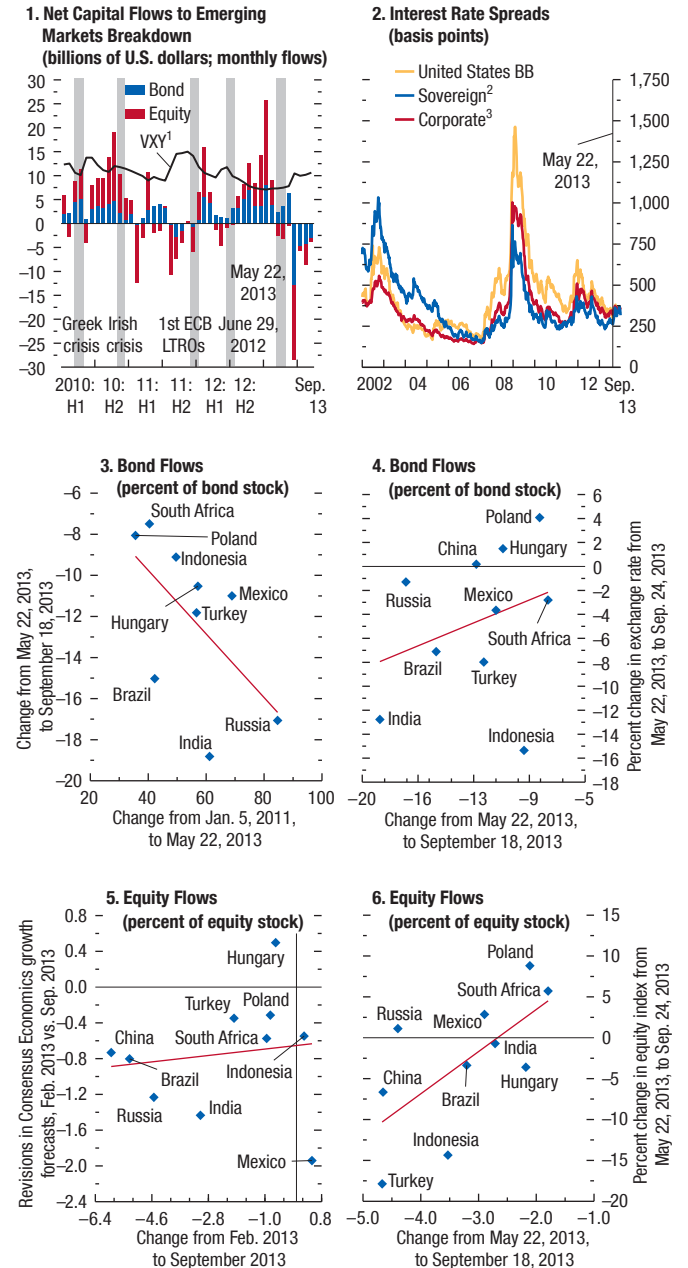 1. Net Capital Flows to Emerging
Markets Breakdown
(billions of U.S. dollars; monthly flows)
30
25
20
15
10
5
0
–5
–10
–15
–20
–25
–30
Bond
Equity
VXY1
May 22,
2013
Greek
crisis
Irish
crisis
1st ECB
LTROs
June 29,
2012
2010:
H1
10:
H2
11:
H1
11:
H2
12:
H1
12:
H2
Sep.
13
2. Interest Rate Spreads
(basis points)
United States BB
Sovereign2
Corporate3
May 22,
2013
1,750
1,500
1,250
1,000
750
500
250
0
2002
04
06
08
10
12
Sep.
13
3. Bond Flows
(percent of bond stock)
Change from May 22, 2013,
to September 18, 2013
–6
–8
–10
–12
–14
–16
–18
–20
South Africa
Poland
Indonesia
Mexico
Hungary
Turkey
Brazil
Russia
India
20
40
60
80
100
Change from Jan. 5, 2011,
to May 22, 2013
4. Bond Flows
(percent of bond stock)
6
4
2
0
–2
–4
–6
–8
–10
–12
–14
–16
–18
Percent change in exchange rate from
May 22, 2013, to Sep. 24, 2013
Poland
China
Hungary
Russia
Mexico
South Africa
Brazil
Turkey
India
Indonesia
–20
–16
–13
–9
–5
Change from May 22, 2013,
to September 18, 2013
5. Equity Flows
(percent of equity stock)
Revisions in Consensus Economics growth
forecasts, Feb. 2013 vs. Sep. 2013
0.8
0.4
0.0
–0.4
–0.8
–1.2
–1.6
–2.0
–2.4
Hungary
Turkey
Poland
China
South Africa
Brazil
Indonesia
Russia
India
Mexico
–6.4
–4.6
–2.8
–1.0
0.8
Change from Feb. 2013
to September 2013
6. Equity Flows
(percent of equity stock)
15
10
5
0
–5
–10
–15
–20
Percent change in equity index from
May 22, 2013, to Sep. 24, 2013
Poland
South Africa
Russia
Mexico
India
China
Brazil
Hungary
Indonesia
Turkey
–5.0
–4.0
–3.0
–2.0
–1.0
Change from May 22, 2013,
to September 18, 2013